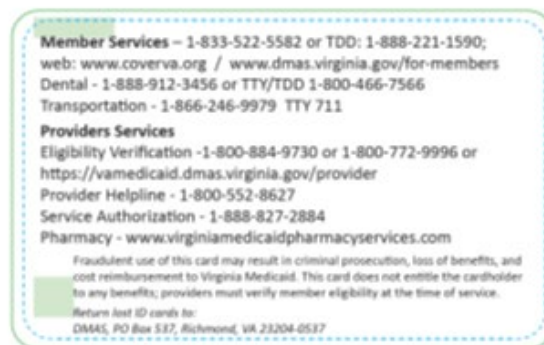 Member Services – 1-833-522-5582 or TDD: 1-888-221-1590;
web: www.coverva.org / www.dmas.virginia.gov/for-members
Dental - 1-888-912-3456 or TTY/TDD 1-800-466-7566
Transportation - 1-866-246-9979 TTY 711
Providers Services
Eligibility Verification -1-800-884-9730 or 1-800-772-9996 or
https://vamedicaid.dmas.virginia.gov/provider
Provider Helpline - 1-800-552-8627
Service Authorization - 1-888-827-2884
Pharmacy - www.virginiamedicaidpharmacyservices.com
Fraudulent use of this card may result in criminal prosecution, loss of benefits, and
cost reimbursement to Virginia Medicaid. This card does not entitle the cardholder
to any benefits; providers must verify member eligibility at the time of service.
Return lost ID cards to:
DMAS, PO Box 537, Richmond, VA 23204-0537